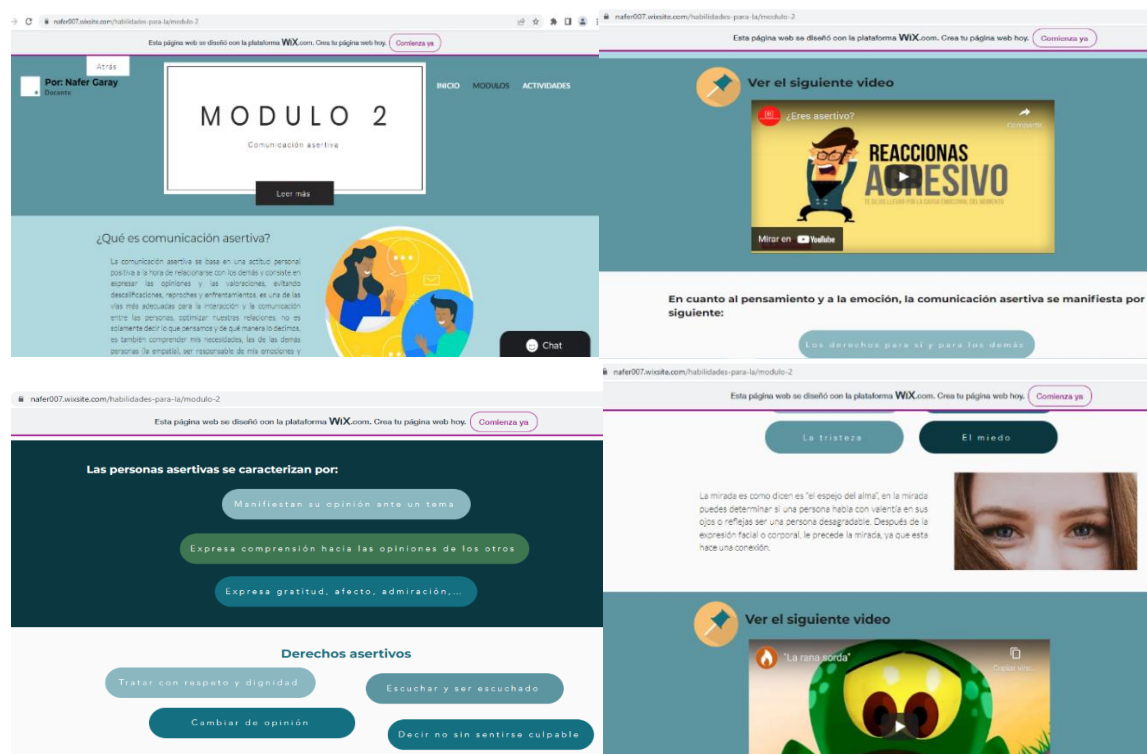 nafer007.wixsite.com/habilidades-para-la/modulo-2
Esta página web se diseñó con la plataforma WiX.com. Crea tu página web hoy. Comienza ya
Atrás
Por: Nafer Garay
Docente
INICIO MODULOS ACTIVIDADES
MODULO 2
Comunicación asertiva
Leer más
¿Qué es comunicación asertiva?
La comunicación asertiva se basa en una actitud personal
positiva a la hora de relacionarse con los demás y consiste en
expresar las opiniones y las valoraciones, evitando
descalificaciones, reproches y enfrentamientos, es una de las
vías más adecuadas para la interacción y la comunicación
entre las personas, optimizar nuestras relaciones, no es
solamente decir lo que pensamos y de qué manera lo decimos,
es también comprender mis necesidades, las de las demás
personas (la empatía), ser responsable de mis emociones y
Chat
nafer007.wixsite.com/habilidades-para-la/modulo-2
Esta página web se diseñó con la plataforma WiX.com. Crea tu página web hoy. Comienza ya
Ver el siguiente video
¿Eres asertivo?
Compartir
REACCIONAS
AGRESIVO
TE DEJAS LLEVAR POR LA CARGA EMOCIONAL DEL MOMENTO
Mirar en YouTube
En cuanto al pensamiento y a la emoción, la comunicación asertiva se manifiesta por
siguiente:
Los derechos para sí y para los demás
nafer007.wixsite.com/habilidades-para-la/modulo-2
Esta página web se diseñó con la plataforma WiX.com. Crea tu página web hoy. Comienza ya
Las personas asertivas se caracterizan por:
Manifiestan su opinión ante un tema
Expresa comprensión hacia las opiniones de los otros
Expresa gratitud, afecto, admiración,...
Derechos asertivos
Tratar con respeto y dignidad
Escuchar y ser escuchado
Cambiar de opinión
Decir no sin sentirse culpable
nafer007.wixsite.com/habilidades-para-la/modulo-2
Esta página web se diseñó con la plataforma WiX.com. Crea tu página web hoy. Comienza ya
La tristeza
El miedo
La mirada es como dicen es "el espejo del alma", en la mirada
puedes determinar si una persona habla con valentía en sus
ojos o reflejas ser una persona desagradable. Después de la
expresión facial o corporal, le precede la mirada, ya que esta
hace una conexión.
Ver el siguiente video
"La rana sorda"
Copiar vínc...